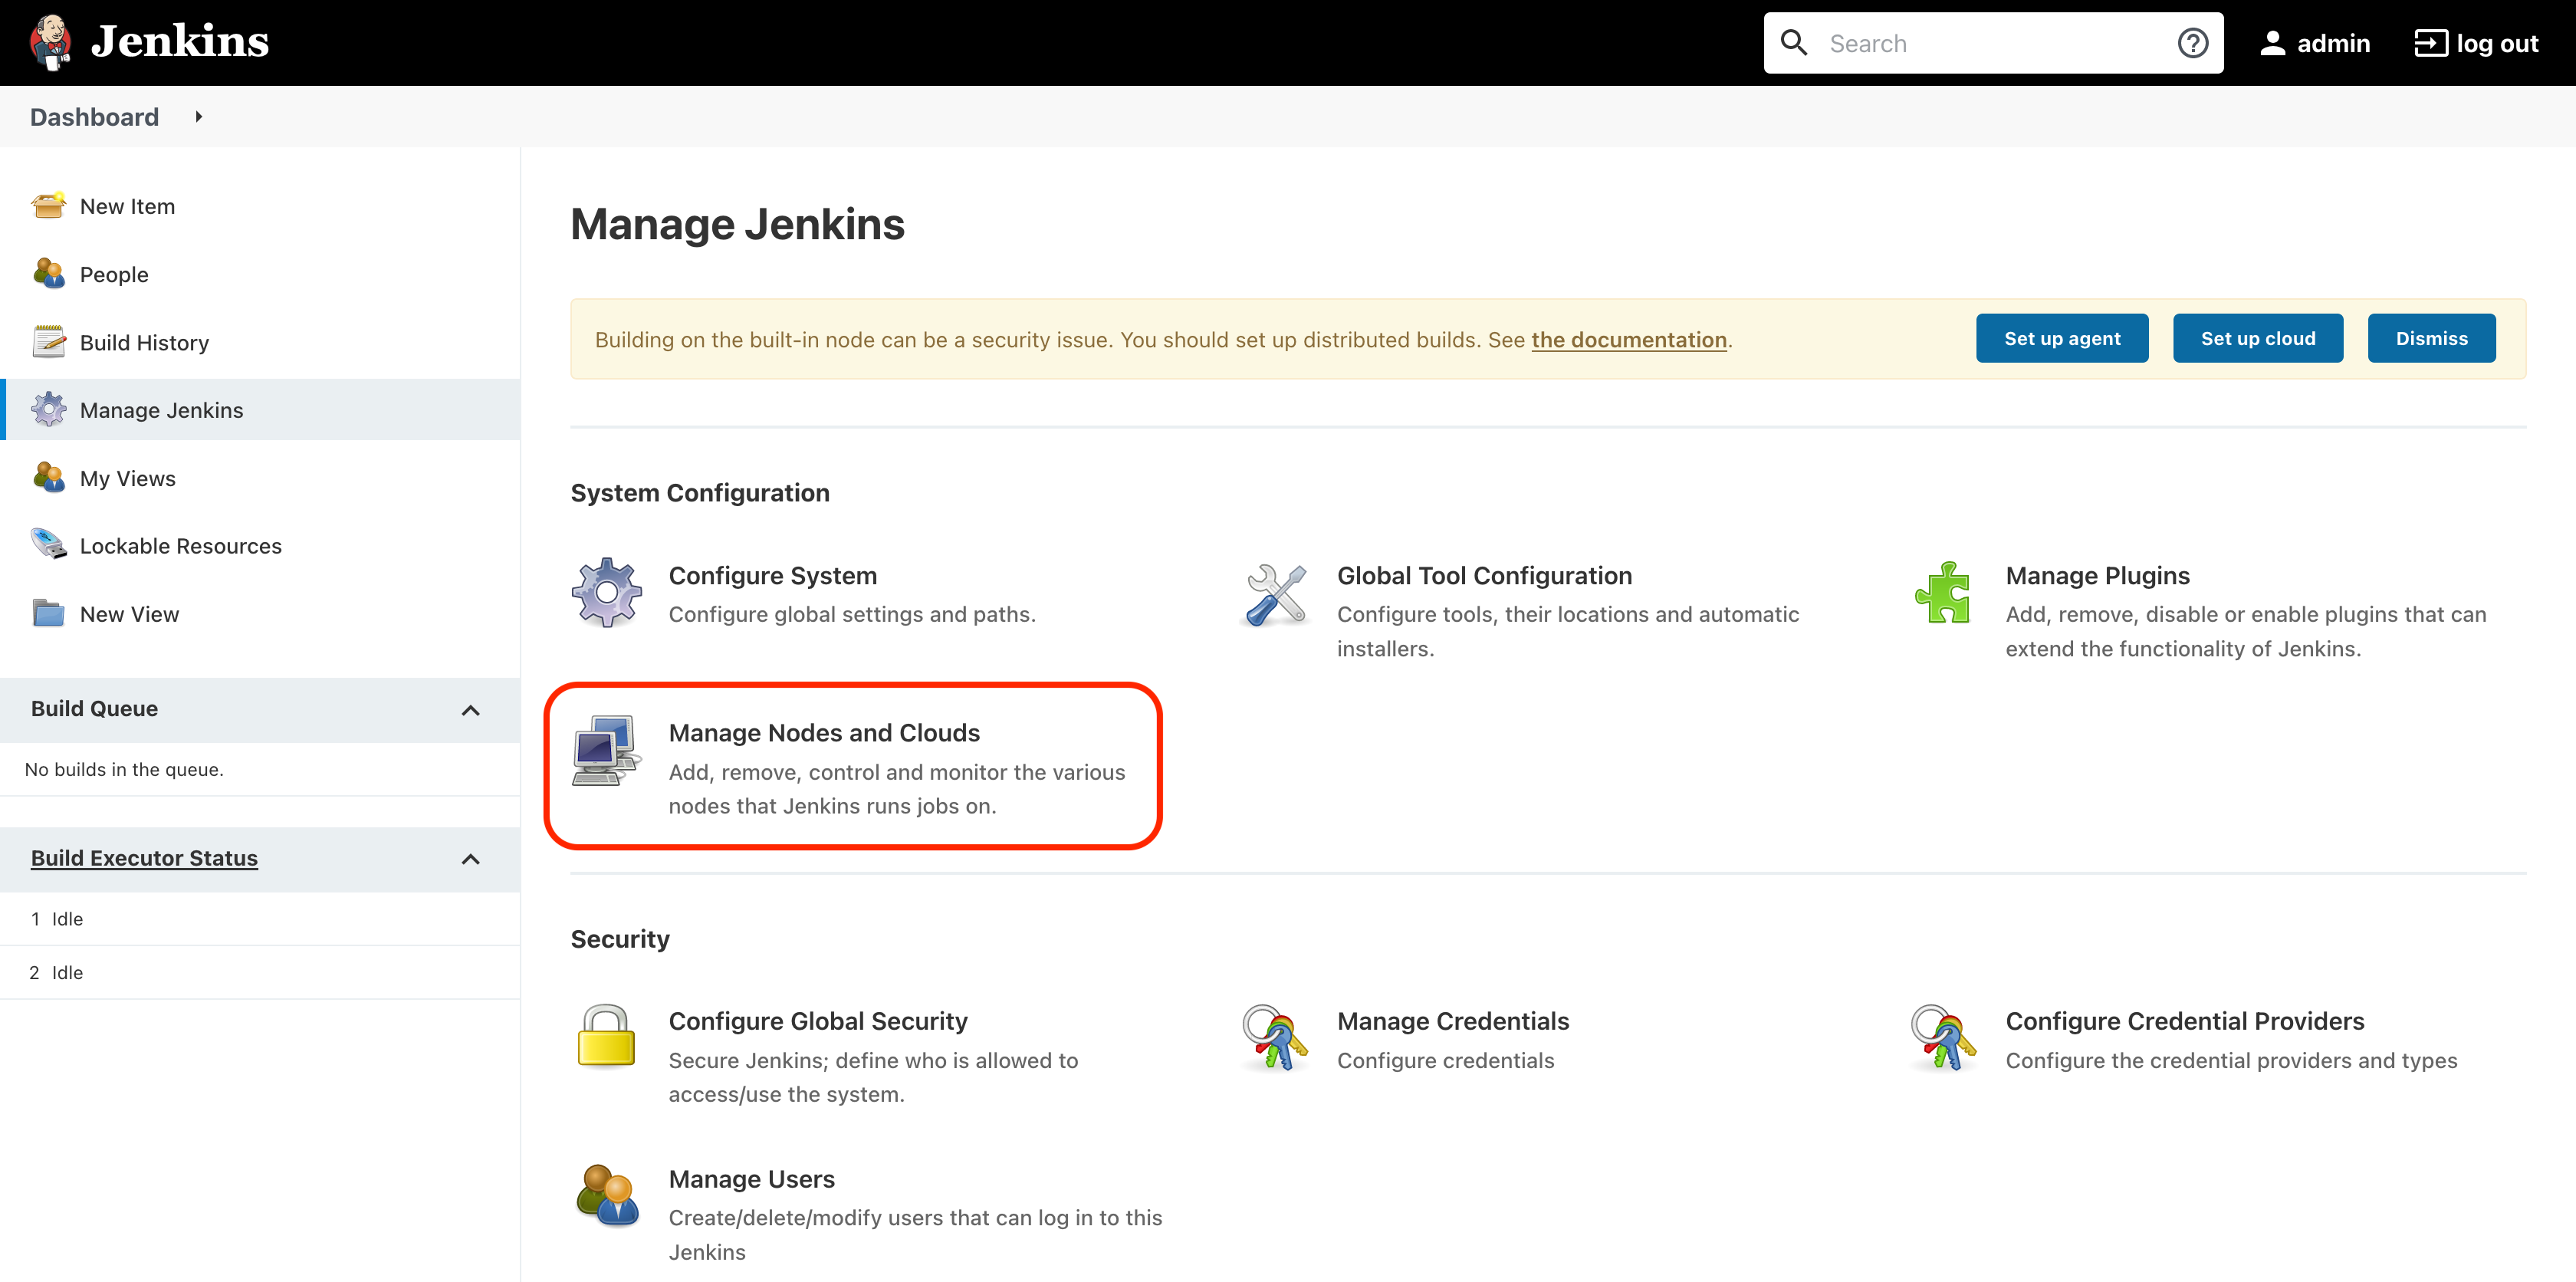 Jenkins
Search
admin
log out
Dashboard
New Item
People
Build History
Manage Jenkins
My Views
Lockable Resources
New View
Build Queue
No builds in the queue.
Build Executor Status
1 Idle
2 Idle
Manage Jenkins
Building on the built-in node can be a security issue. You should set up distributed builds. See the documentation.
Set up agent
Set up cloud
Dismiss
System Configuration
Configure System
Configure global settings and paths.
Global Tool Configuration
Configure tools, their locations and automatic
installers.
Manage Plugins
Add, remove, disable or enable plugins that can
extend the functionality of Jenkins.
Manage Nodes and Clouds
Add, remove, control and monitor the various
nodes that Jenkins runs jobs on.
Security
Configure Global Security
Secure Jenkins; define who is allowed to
access/use the system.
Manage Credentials
Configure credentials
Configure Credential Providers
Configure the credential providers and types
Manage Users
Create/delete/modify users that can log in to this
Jenkins